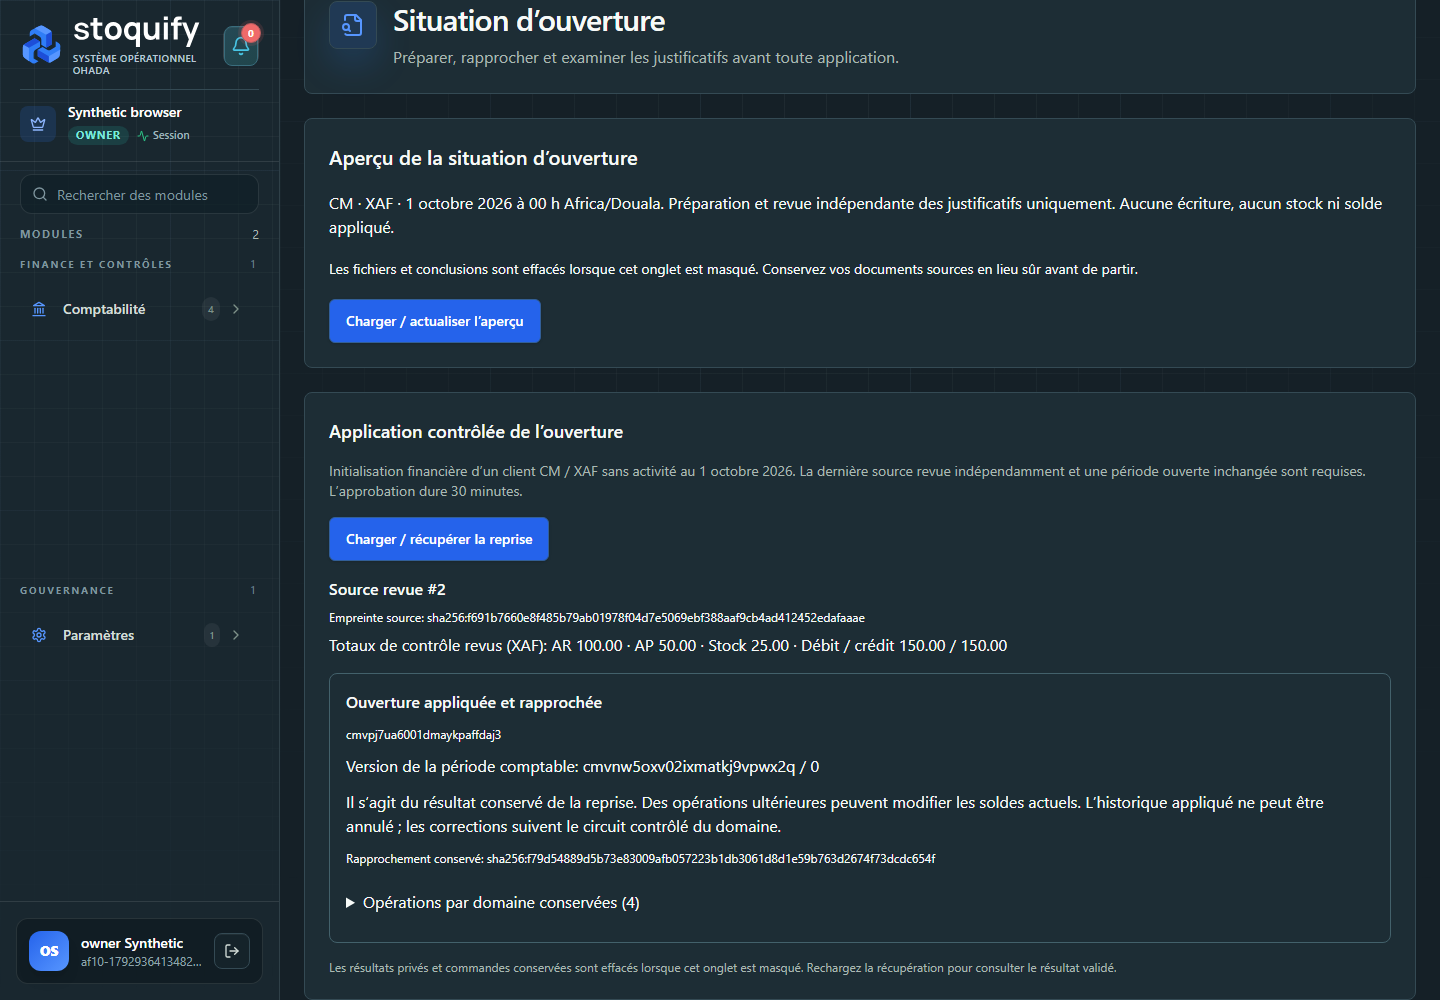 stoquify
SYSTÈME OPÉRATIONNEL
OHADA
0
Synthetic browser
OWNER
Session
Rechercher des modules
MODULES 2
FINANCE ET CONTRÔLES 1
Comptabilité 4
GOUVERNANCE 1
Paramètres 1
OS
owner Synthetic
af10-1792936413482...
Situation d’ouverture
Préparer, rapprocher et examiner les justificatifs avant toute application.
Aperçu de la situation d’ouverture
CM · XAF · 1 octobre 2026 à 00 h Africa/Douala. Préparation et revue indépendante des justificatifs uniquement. Aucune écriture, aucun stock ni solde
appliqué.
Les fichiers et conclusions sont effacés lorsque cet onglet est masqué. Conservez vos documents sources en lieu sûr avant de partir.
Charger / actualiser l’aperçu
Application contrôlée de l’ouverture
Initialisation financière d’un client CM / XAF sans activité au 1 octobre 2026. La dernière source revue indépendamment et une période ouverte inchangée sont requises.
L’approbation dure 30 minutes.
Charger / récupérer la reprise
Source revue #2
Empreinte source: sha256:f691b7660e8f485b79ab01978f04d7e5069ebf388aaf9cb4ad412452edafaaae
Totaux de contrôle revus (XAF): AR 100.00 · AP 50.00 · Stock 25.00 · Débit / crédit 150.00 / 150.00
Ouverture appliquée et rapprochée
cmvpj7ua6001dmaykpaffdaj3
Version de la période comptable: cmvnw5oxv02ixmatkj9vpwx2q / 0
Il s’agit du résultat conservé de la reprise. Des opérations ultérieures peuvent modifier les soldes actuels. L’historique appliqué ne peut être
annulé ; les corrections suivent le circuit contrôlé du domaine.
Rapprochement conservé: sha256:f79d54889d5b73e83009afb057223b1db3061d8d1e59b763d2674f73dcdc654f
Opérations par domaine conservées (4)
Les résultats privés et commandes conservées sont effacés lorsque cet onglet est masqué. Rechargez la récupération pour consulter le résultat validé.